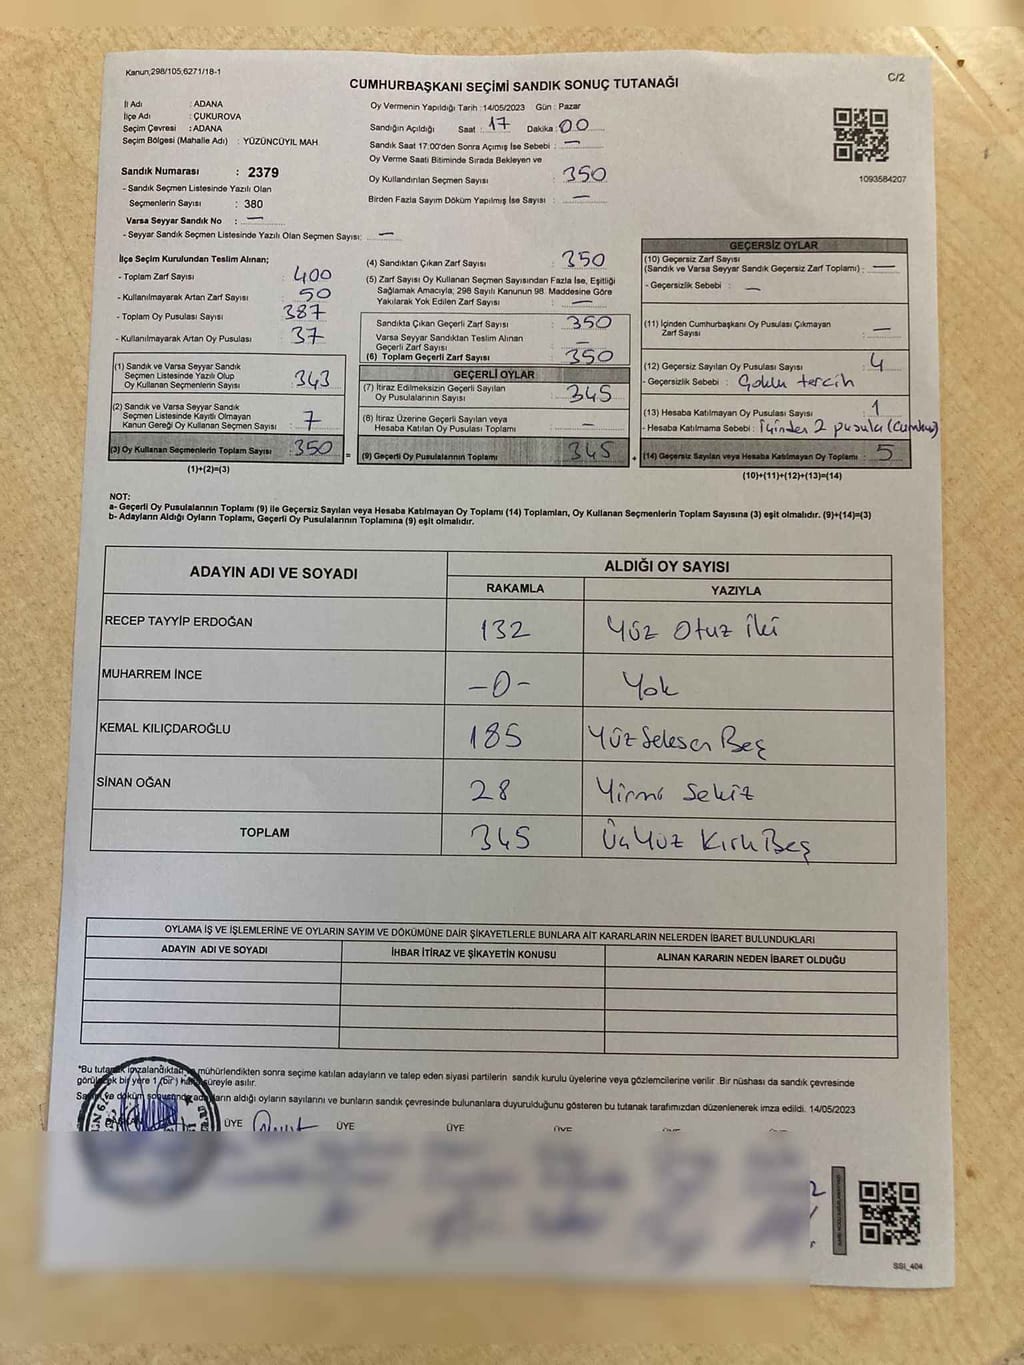 Kanun;298/105;6271/18-1
C/2
CUMHURBAŞKANI SEÇİMİ SANDIK SONUÇ TUTANAĞI
İl Adı : ADANA
İlçe Adı : ÇUKUROVA
Seçim Çevresi : ADANA
Seçim Bölgesi (Mahalle Adı) : YÜZÜNCÜYIL MAH
Sandık Numarası : 2379
- Sandık Seçmen Listesinde Yazılı Olan
Seçmenlerin Sayısı : 380
Varsa Seyyar Sandık No : —
- Seyyar Sandık Seçmen Listesinde Yazılı Olan Seçmen Sayısı: —
Oy Vermenin Yapıldığı Tarih :14/05/2023 Gün : Pazar
Sandığın Açıldığı Saat : 17 Dakika : 00
Sandık Saat 17:00'den Sonra Açımış İse Sebebi : —
Oy Verme Saati Bitiminde Sırada Bekleyen ve
Oy Kullandırılan Seçmen Sayısı : 350
Birden Fazla Sayım Döküm Yapılmış İse Sayısı : —
1093584207
İlçe Seçim Kurulundan Teslim Alınan;
- Toplam Zarf Sayısı : 400
- Kullanılmayarak Artan Zarf Sayısı : 50
- Toplam Oy Pusulası Sayısı : 387
- Kullanılmayarak Artan Oy Pusulası : 37
(1) Sandık ve Varsa Seyyar Sandık
Seçmen Listesinde Yazılı Olup
Oy Kullanan Seçmenlerin Sayısı : 343
(2) Sandık ve Varsa Seyyar Sandık
Seçmen Listesinde Kayıtlı Olmayan
Kanun Gereği Oy Kullanan Seçmen Sayısı : 7
(3) Oy Kullanan Seçmenlerin Toplam Sayısı : 350
(1)+(2)=(3)
=
(4) Sandıktan Çıkan Zarf Sayısı : 350
(5) Zarf Sayısı Oy Kullanan Seçmen Sayısından Fazla İse, Eşitliği
Sağlamak Amacıyla; 298 Sayılı Kanunun 98. Maddesine Göre
Yakılarak Yok Edilen Zarf Sayısı : —
Sandıkta Çıkan Geçerli Zarf Sayısı : 350
Varsa Seyyar Sandıktan Teslim Alınan
Geçerli Zarf Sayısı : —
(6) Toplam Geçerli Zarf Sayısı : 350
GEÇERLİ OYLAR
(7) İtiraz Edilmeksizin Geçerli Sayılan
Oy Pusulalarının Sayısı : 345
(8) İtiraz Üzerine Geçerli Sayılan veya
Hesaba Katılan Oy Pusulası Toplamı : —
(9) Geçerli Oy Pusulalarının Toplamı : 345
+
GEÇERSİZ OYLAR
(10) Geçersiz Zarf Sayısı
(Sandık ve Varsa Seyyar Sandık Geçersiz Zarf Toplamı) : —
- Geçersizlik Sebebi : —
(11) İçinden Cumhurbaşkanı Oy Pusulası Çıkmayan
Zarf Sayısı : —
(12) Geçersiz Sayılan Oy Pusulası Sayısı : 4
- Geçersizlik Sebebi : Çoklu tercih
(13) Hesaba Katılmayan Oy Pusulası Sayısı : 1
- Hesaba Katılmama Sebebi : İçinden 2 pusula
(14) Geçersiz Sayılan veya Hesaba Katılmayan Oy Toplamı : 5
(10)+(11)+(12)+(13)=(14)
NOT:
a- Geçerli Oy Pusulalarının Toplamı (9) ile Geçersiz Sayılan veya Hesaba Katılmayan Oy Toplamı (14) Toplamları, Oy Kullanan Seçmenlerin Toplam Sayısına (3) eşit olmalıdır. (9)+(14)=(3)
b- Adayların Aldığı Oyların Toplamı, Geçerli Oy Pusulalarının Toplamına (9) eşit olmalıdır.
ADAYIN ADI VE SOYADI
ALDIĞI OY SAYISI
RAKAMLA YAZIYLA
RECEP TAYYİP ERDOĞAN 132 Yüz Otuz İki
MUHARREM İNCE -0- Yok
KEMAL KILIÇDAROĞLU 185 Yüz Seksen Beş
SİNAN OĞAN 28 Yirmi Sekiz
TOPLAM 345 Üç Yüz Kırk Beş
OYLAMA İŞ VE İŞLEMLERİNE VE OYLARIN SAYIM VE DÖKÜMÜNE DAİR ŞİKAYETLERLE BUNLARA AİT KARARLARIN NELERDEN İBARET BULUNDUKLARI
ADAYIN ADI VE SOYADI İHBAR İTİRAZ VE ŞİKAYETİN KONUSU ALINAN KARARIN NEDEN İBARET OLDUĞU
*Bu tutanak imzalandıktan ve mühürlendikten sonra seçime katılan adayların ve talep eden siyasi partilerin sandık kurulu üyelerine veya gözlemcilerine verilir .Bir nüshası da sandık çevresinde
görülecek bir yere 1 (bir) hafta süreyle asılır.
Sayım ve döküm sonucunda adayların aldığı oyların sayılarını ve bunların sandık çevresinde bulunanlara duyurulduğunu gösteren bu tutanak tarafımızdan düzenlenerek imza edildi. 14/05/2023
BAŞKAN ÜYE ÜYE ÜYE ÜYE
SSI_404